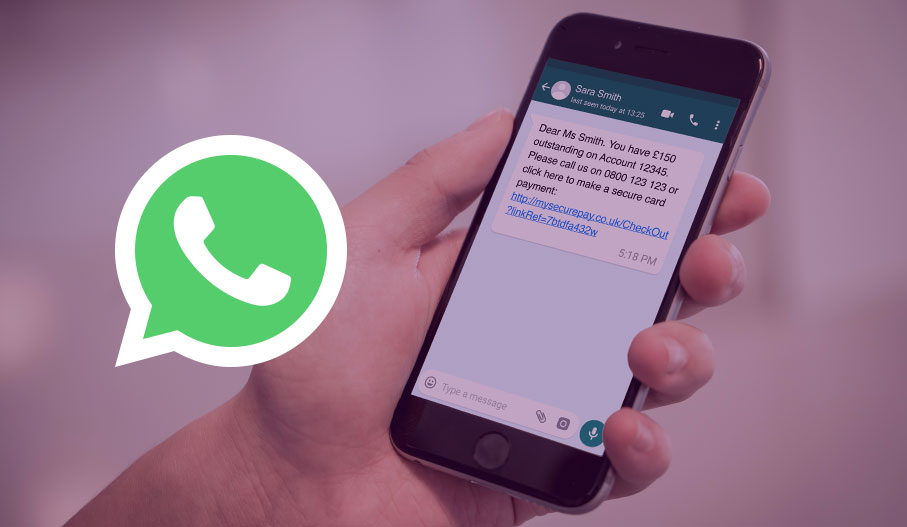 Sara Smith
last seen today at 13:25
Dear Ms Smith. You have £150
outstanding on Account 12345.
Please call us on 0800 123 123 or
click here to make a secure card
payment:
http://mysecurepay.co.uk/CheckOut
?linkRef=7btdfa432w
5:18 PM
Type a message